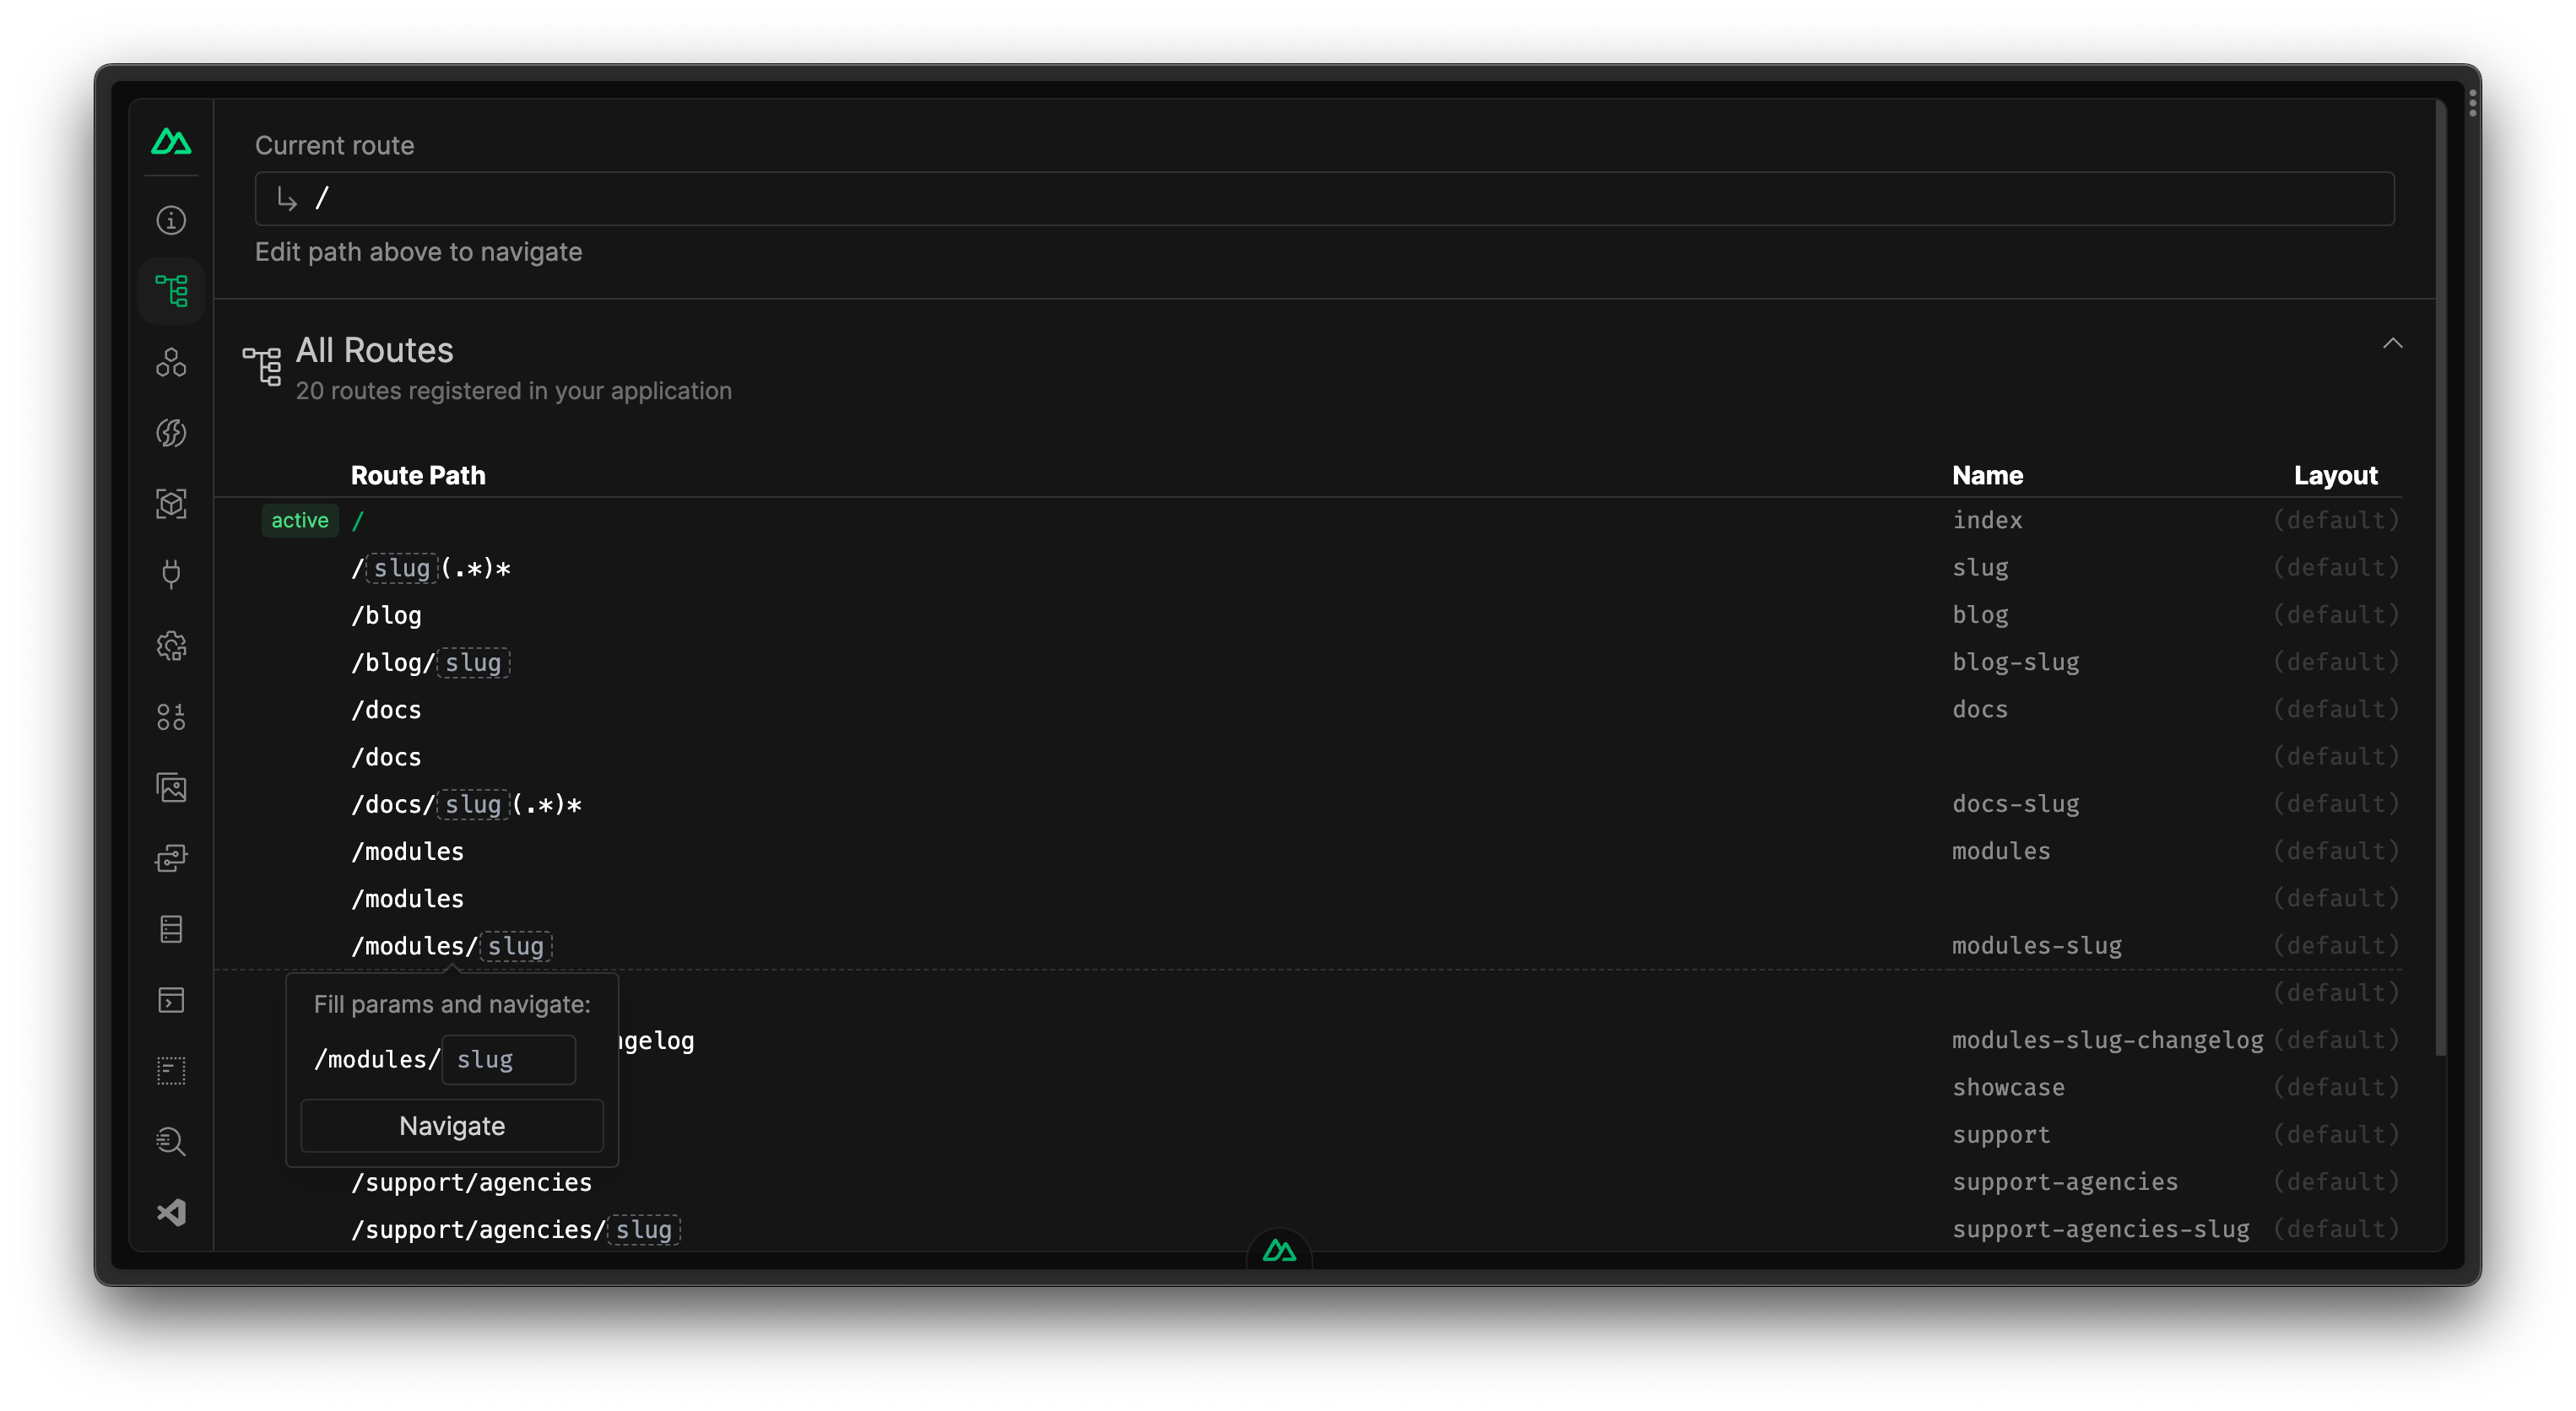 Current route
/
Edit path above to navigate
All Routes
20 routes registered in your application
Route Path Name Layout
active / index (default)
/slug(.*)* slug (default)
/blog blog (default)
/blog/slug blog-slug (default)
/docs docs (default)
/docs (default)
/docs/slug(.*)* docs-slug (default)
/modules modules (default)
/modules (default)
/modules/slug modules-slug (default)
(default)
gelog modules-slug-changelog (default)
showcase (default)
support (default)
Fill params and navigate:
/modules/ slug
Navigate
/support/agencies support-agencies (default)
/support/agencies/slug support-agencies-slug (default)